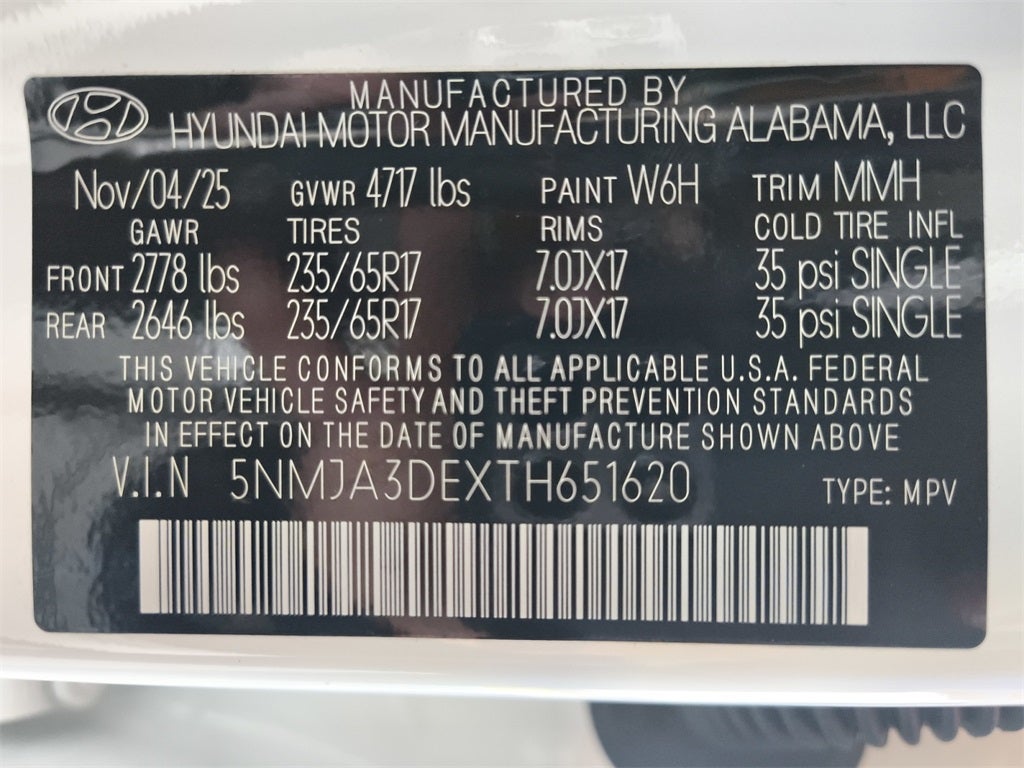 MANUFACTURED BY
HYUNDAI MOTOR MANUFACTURING ALABAMA, LLC
Nov/04/25 GVWR 4717 lbs PAINT W6H TRIM MMH
GAWR TIRES RIMS COLD TIRE INFL
FRONT 2778 lbs 235/65R17 7.0JX17 35 psi SINGLE
REAR 2646 lbs 235/65R17 7.0JX17 35 psi SINGLE
THIS VEHICLE CONFORMS TO ALL APPLICABLE U.S.A. FEDERAL
MOTOR VEHICLE SAFETY AND THEFT PREVENTION STANDARDS
IN EFFECT ON THE DATE OF MANUFACTURE SHOWN ABOVE
V.I.N 5NMJA3DEXTH651620 TYPE: MPV